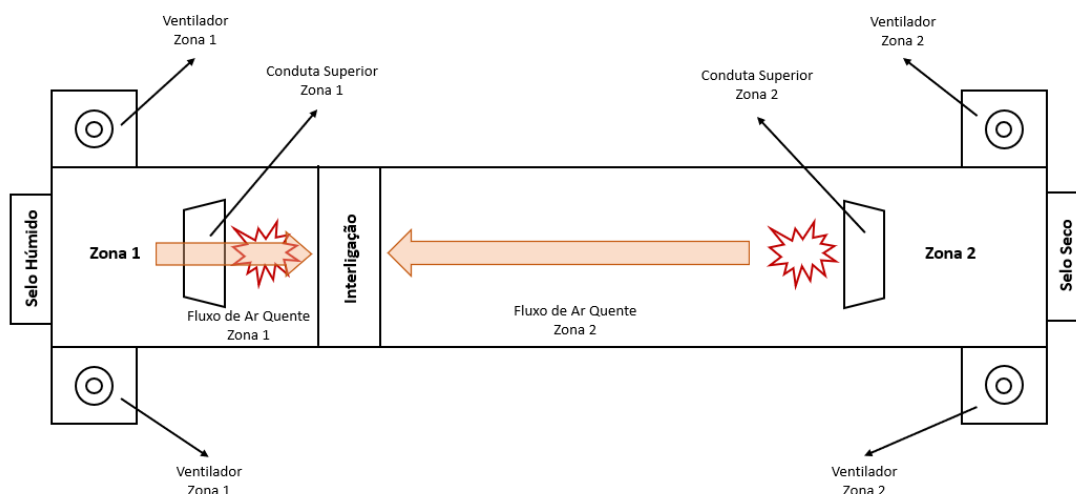 Ventilador
Zona 1
Ventilador
Zona 2
Conduta Superior
Zona 1
Conduta Superior
Zona 2
Selo Húmido
Zona 1
Interligação
Zona 2
Selo Seco
Fluxo de Ar Quente
Zona 1
Fluxo de Ar Quente
Zona 2
Ventilador
Zona 1
Ventilador
Zona 2